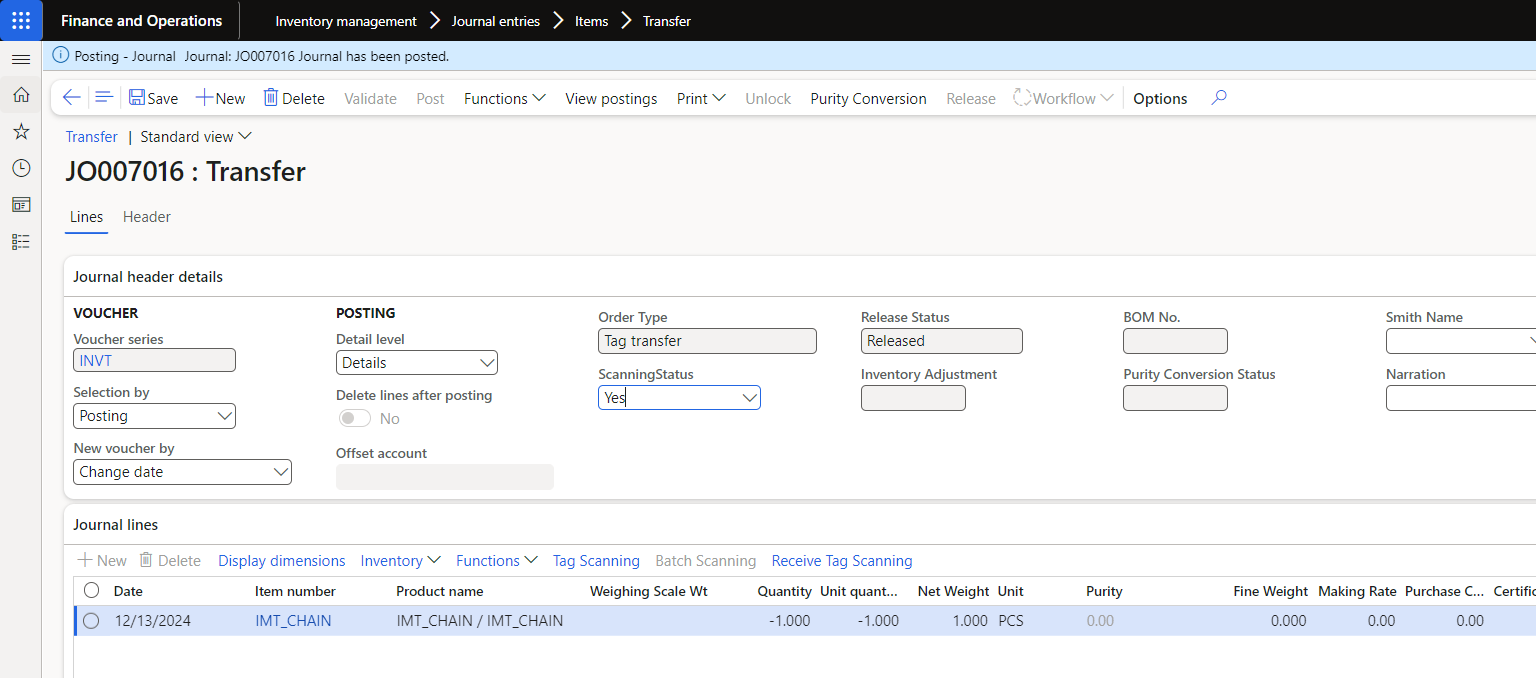 Finance and Operations Inventory management Journal entries Items Transfer
Posting - Journal Journal: JO007016 Journal has been posted.
Save New Delete Validate Post Functions View postings Print Unlock Purity Conversion Release Workflow Options
Transfer | Standard view
JO007016 : Transfer
Lines Header
Journal header details
VOUCHER
Voucher series
INVT
Selection by
Posting
New voucher by
Change date
POSTING
Detail level
Details
Delete lines after posting
No
Offset account
Order Type
Tag transfer
ScanningStatus
Yes
Release Status
Released
Inventory Adjustment
BOM No.
Purity Conversion Status
Smith Name
Narration
Journal lines
New Delete Display dimensions Inventory Functions Tag Scanning Batch Scanning Receive Tag Scanning
Date Item number Product name Weighing Scale Wt Quantity Unit quant... Net Weight Unit Purity Fine Weight Making Rate Purchase C... Certific
12/13/2024 IMT_CHAIN IMT_CHAIN / IMT_CHAIN -1.000 -1.000 1.000 PCS 0.00 0.000 0.00 0.00